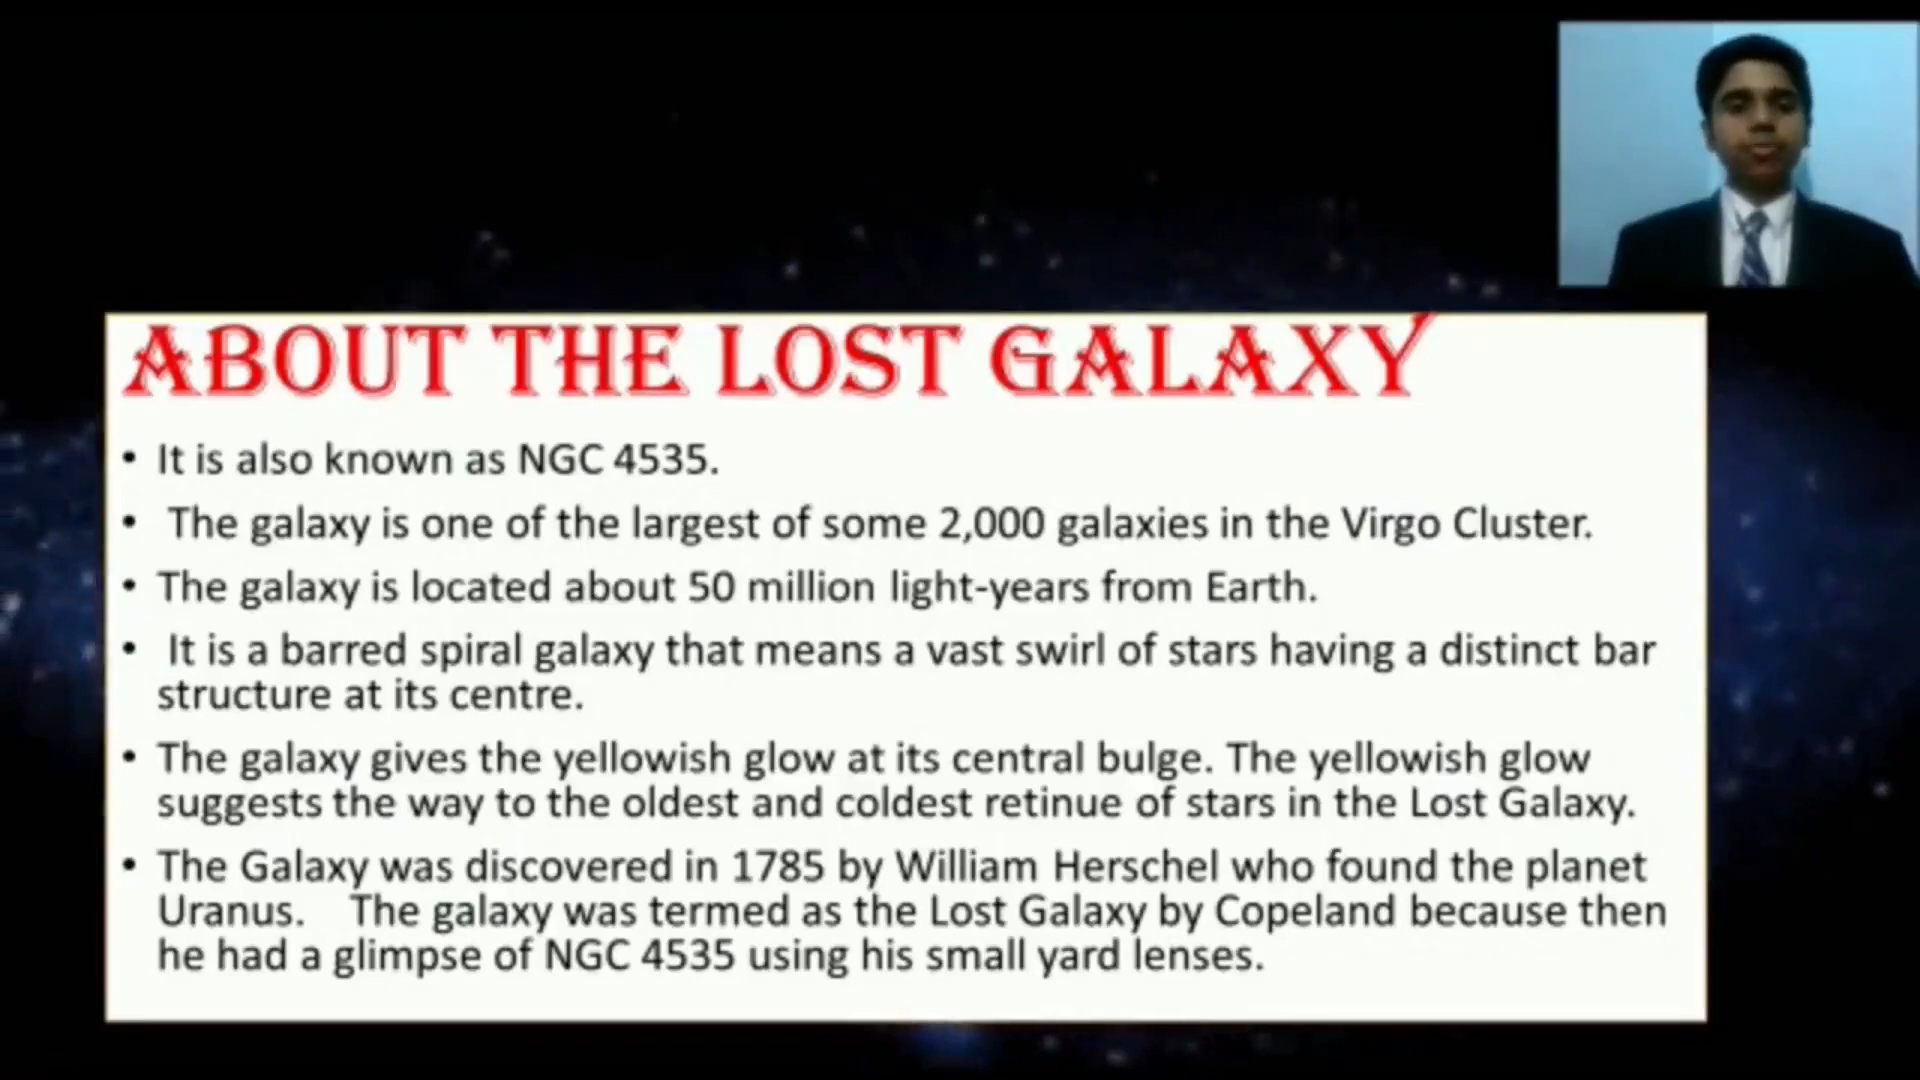 ABOUT THE LOST GALAXY
• It is also known as NGC 4535.
• The galaxy is one of the largest of some 2,000 galaxies in the Virgo Cluster.
• The galaxy is located about 50 million light-years from Earth.
• It is a barred spiral galaxy that means a vast swirl of stars having a distinct bar
structure at its centre.
• The galaxy gives the yellowish glow at its central bulge. The yellowish glow
suggests the way to the oldest and coldest retinue of stars in the Lost Galaxy.
• The Galaxy was discovered in 1785 by William Herschel who found the planet
Uranus. The galaxy was termed as the Lost Galaxy by Copeland because then
he had a glimpse of NGC 4535 using his small yard lenses.